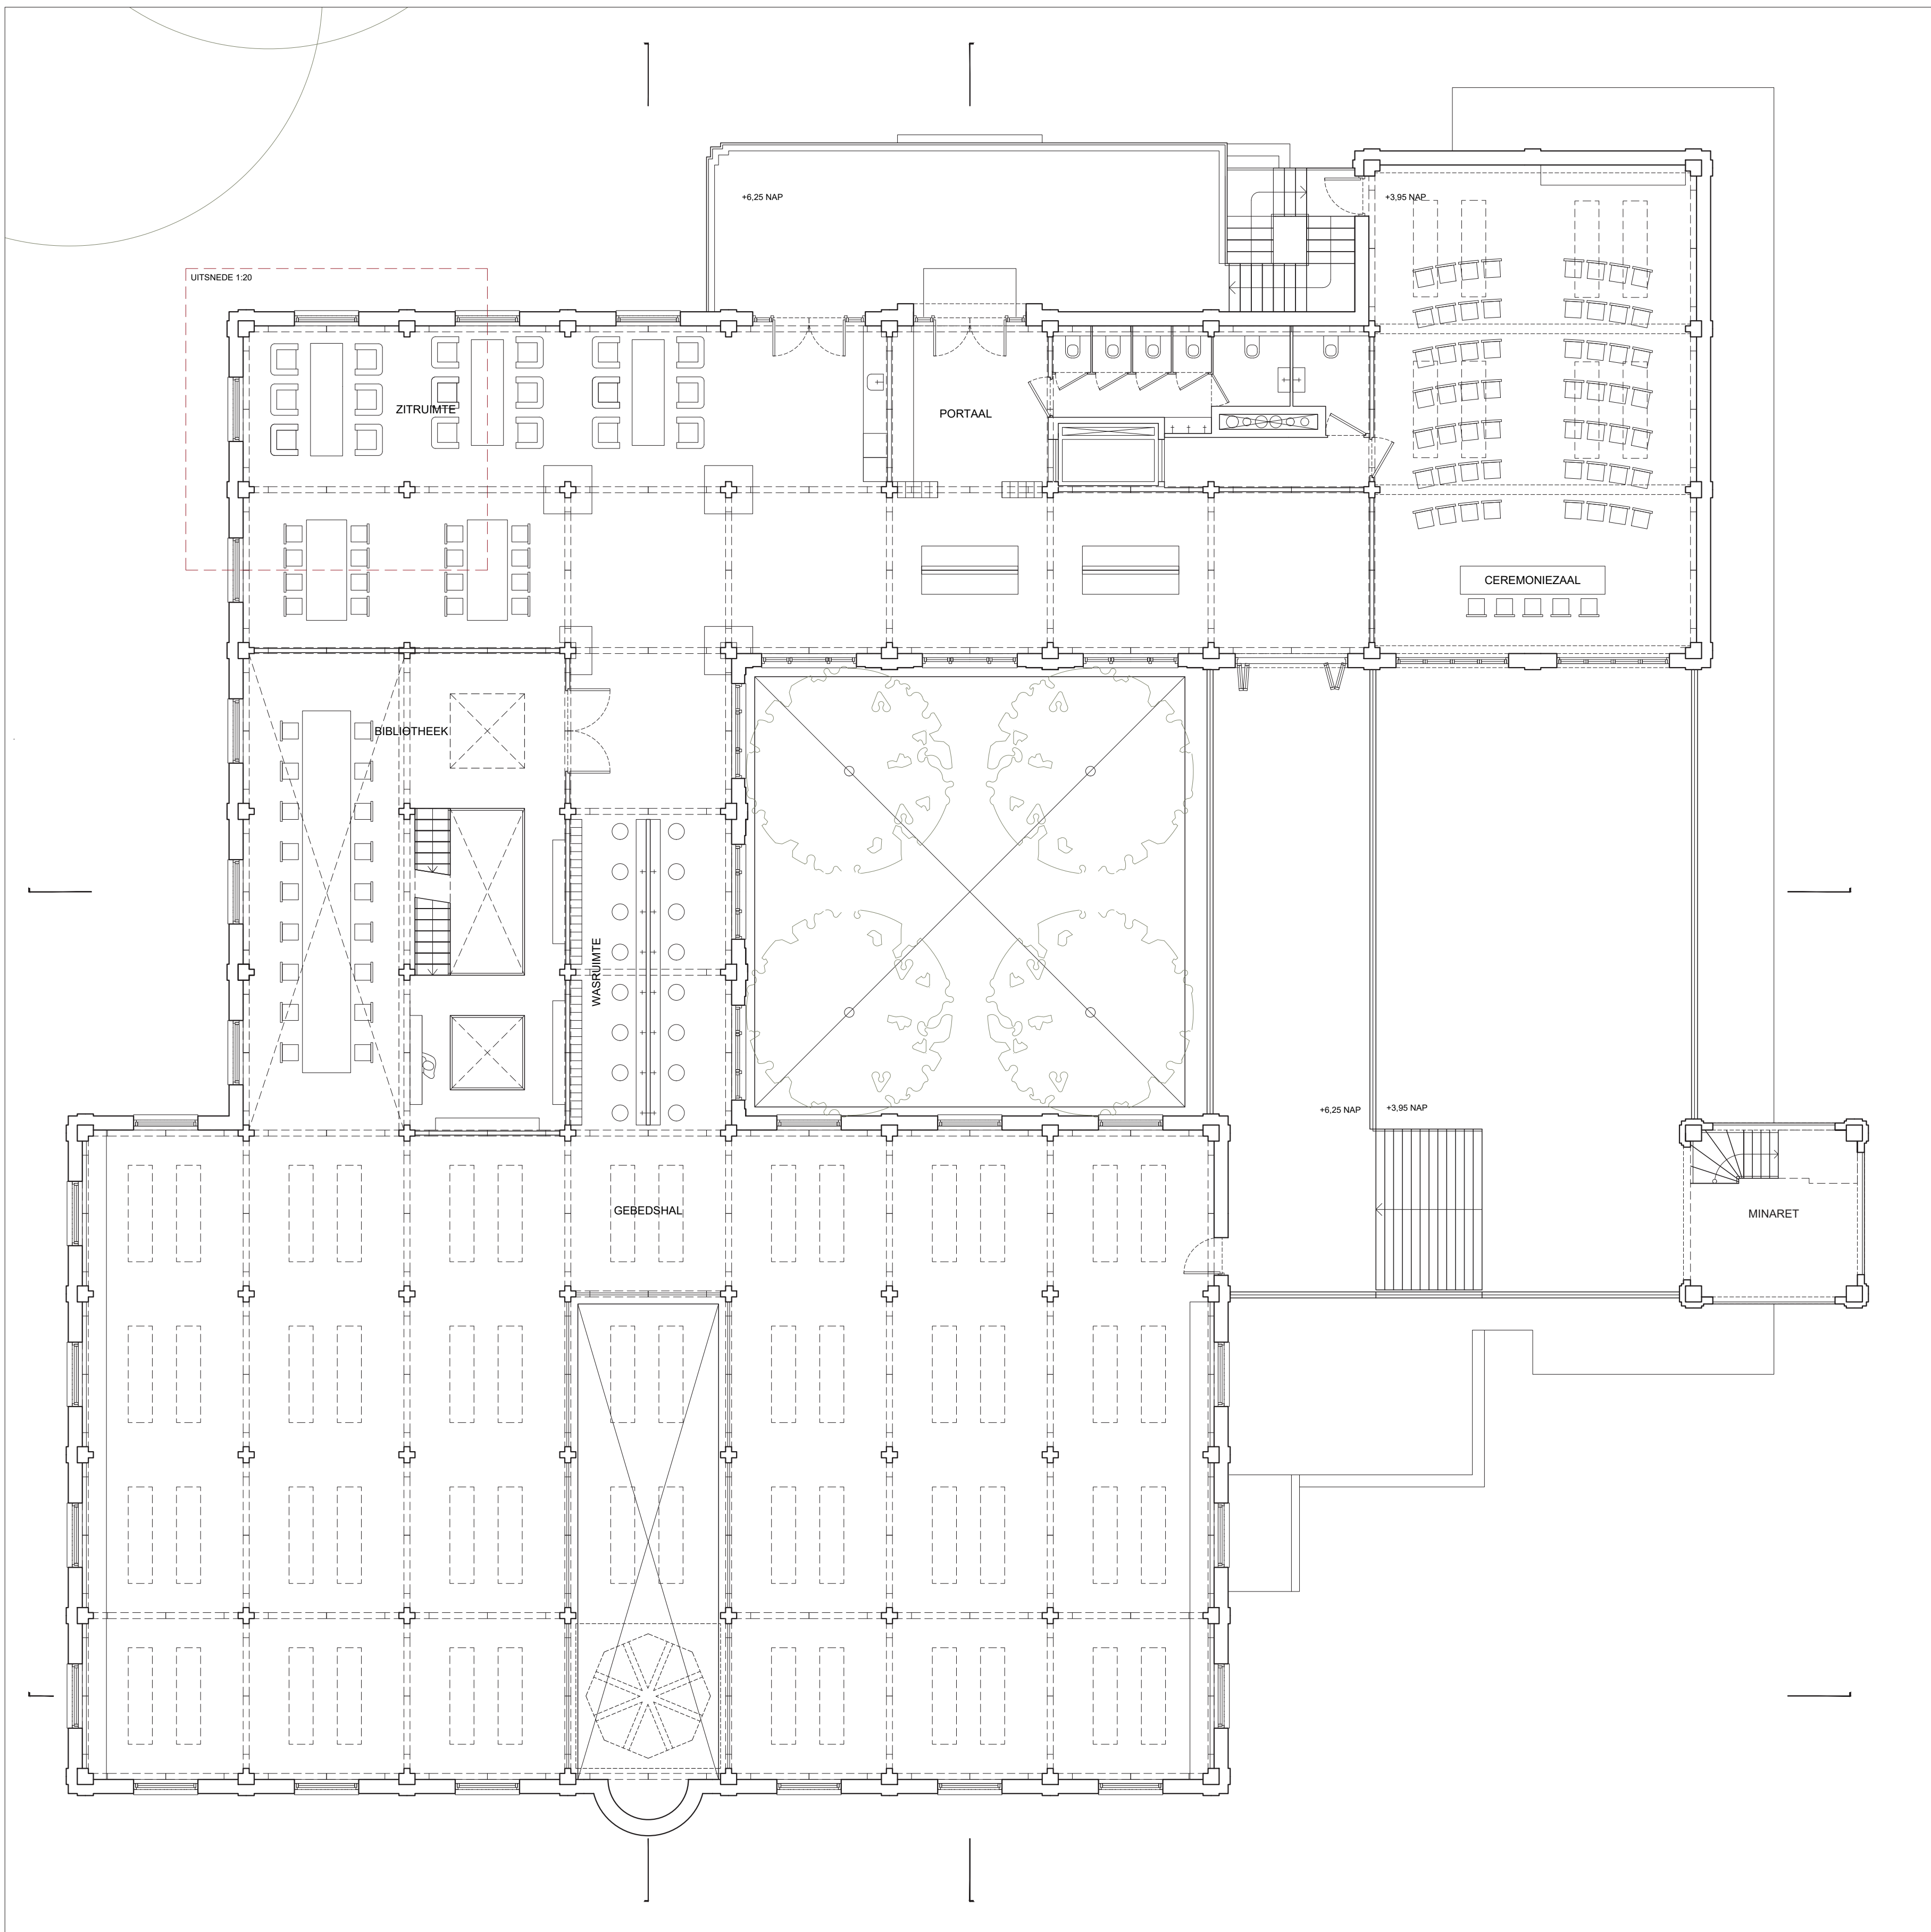 +6,25 NAP
+3,95 NAP
UITSNEDE 1:20
ZITRUIMTE
PORTAAL
CEREMONIEZAAL
BIBLIOTHEEK
WASRUIMTE
+6,25 NAP
+3,95 NAP
GEBEDSHAL
MINARET